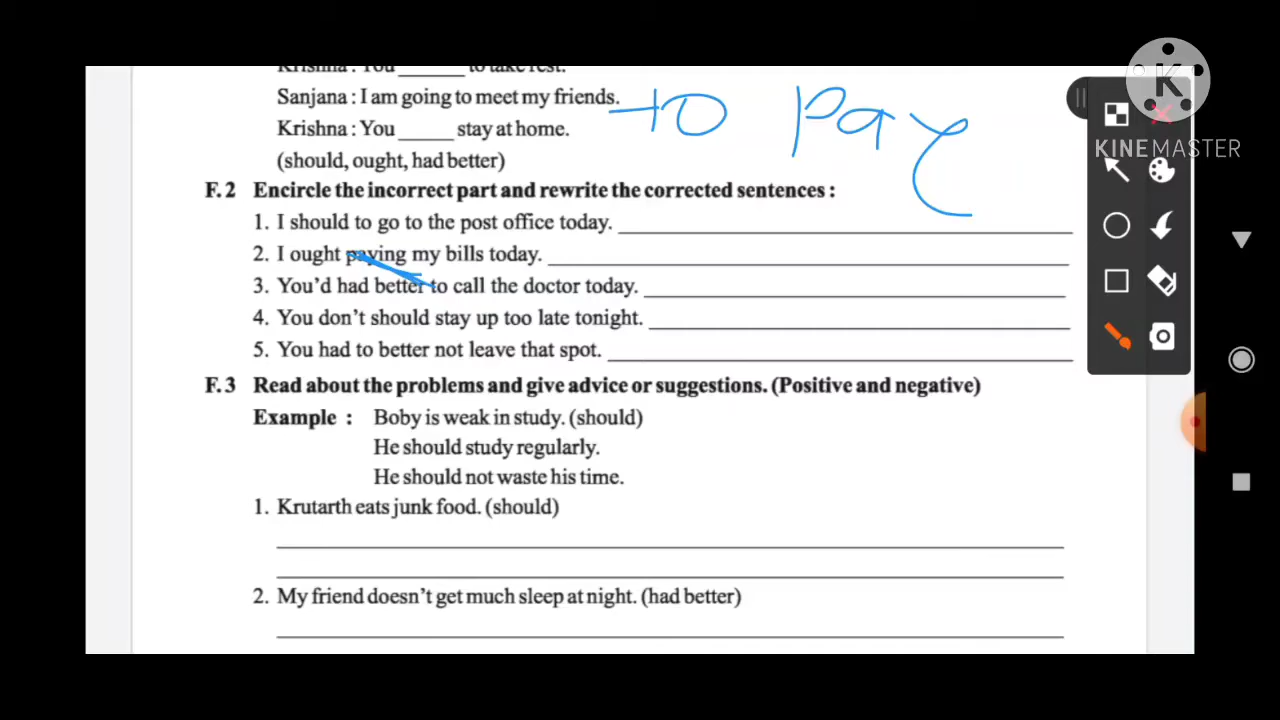 Krishna : You ______ to take rest.
Sanjana : I am going to meet my friends.
to pay
Krishna : You _____ stay at home.
(should, ought, had better)
KINEMASTER
F.2 Encircle the incorrect part and rewrite the corrected sentences :
1. I should to go to the post office today.
2. I ought paying my bills today.
3. You'd had better to call the doctor today.
4. You don't should stay up too late tonight.
5. You had to better not leave that spot.
F.3 Read about the problems and give advice or suggestions. (Positive and negative)
Example : Boby is weak in study. (should)
He should study regularly.
He should not waste his time.
1. Krutarth eats junk food. (should)
2. My friend doesn't get much sleep at night. (had better)